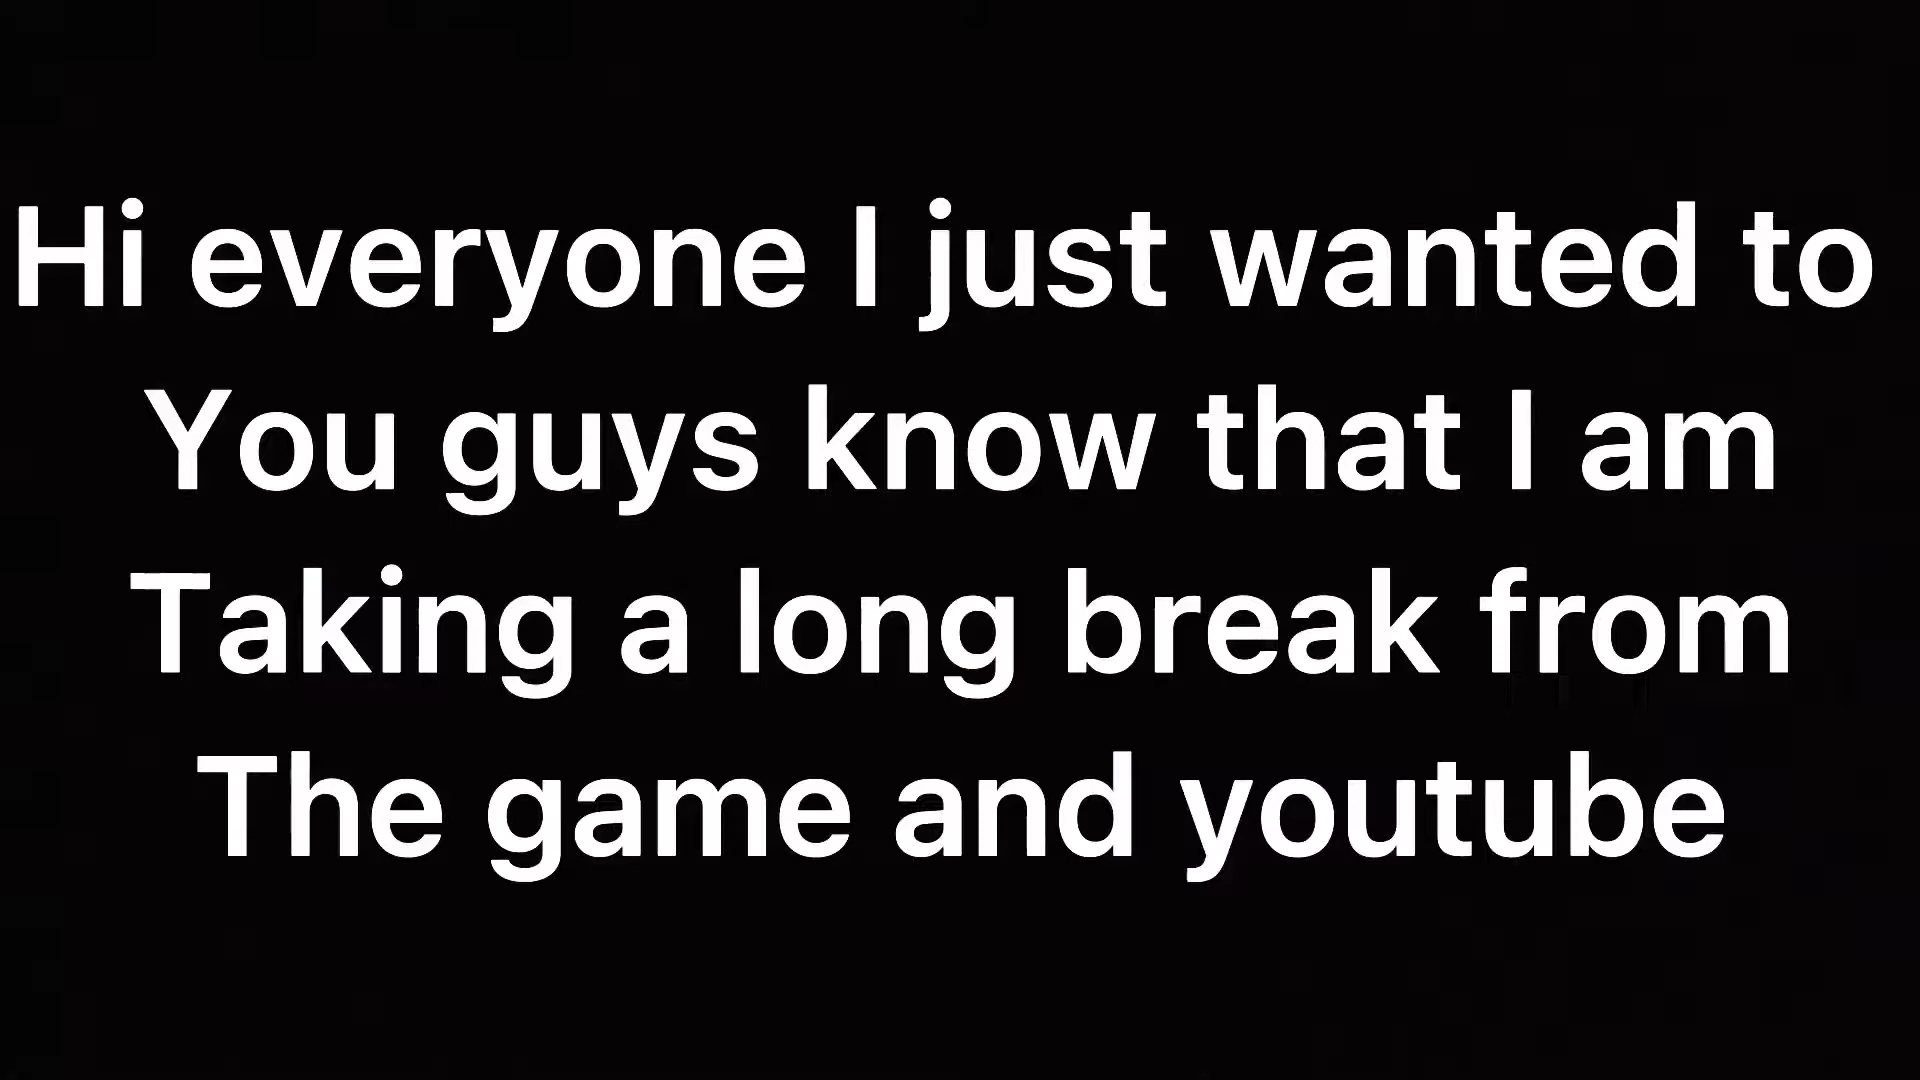 Hi everyone I just wanted to
You guys know that I am
Taking a long break from
The game and youtube